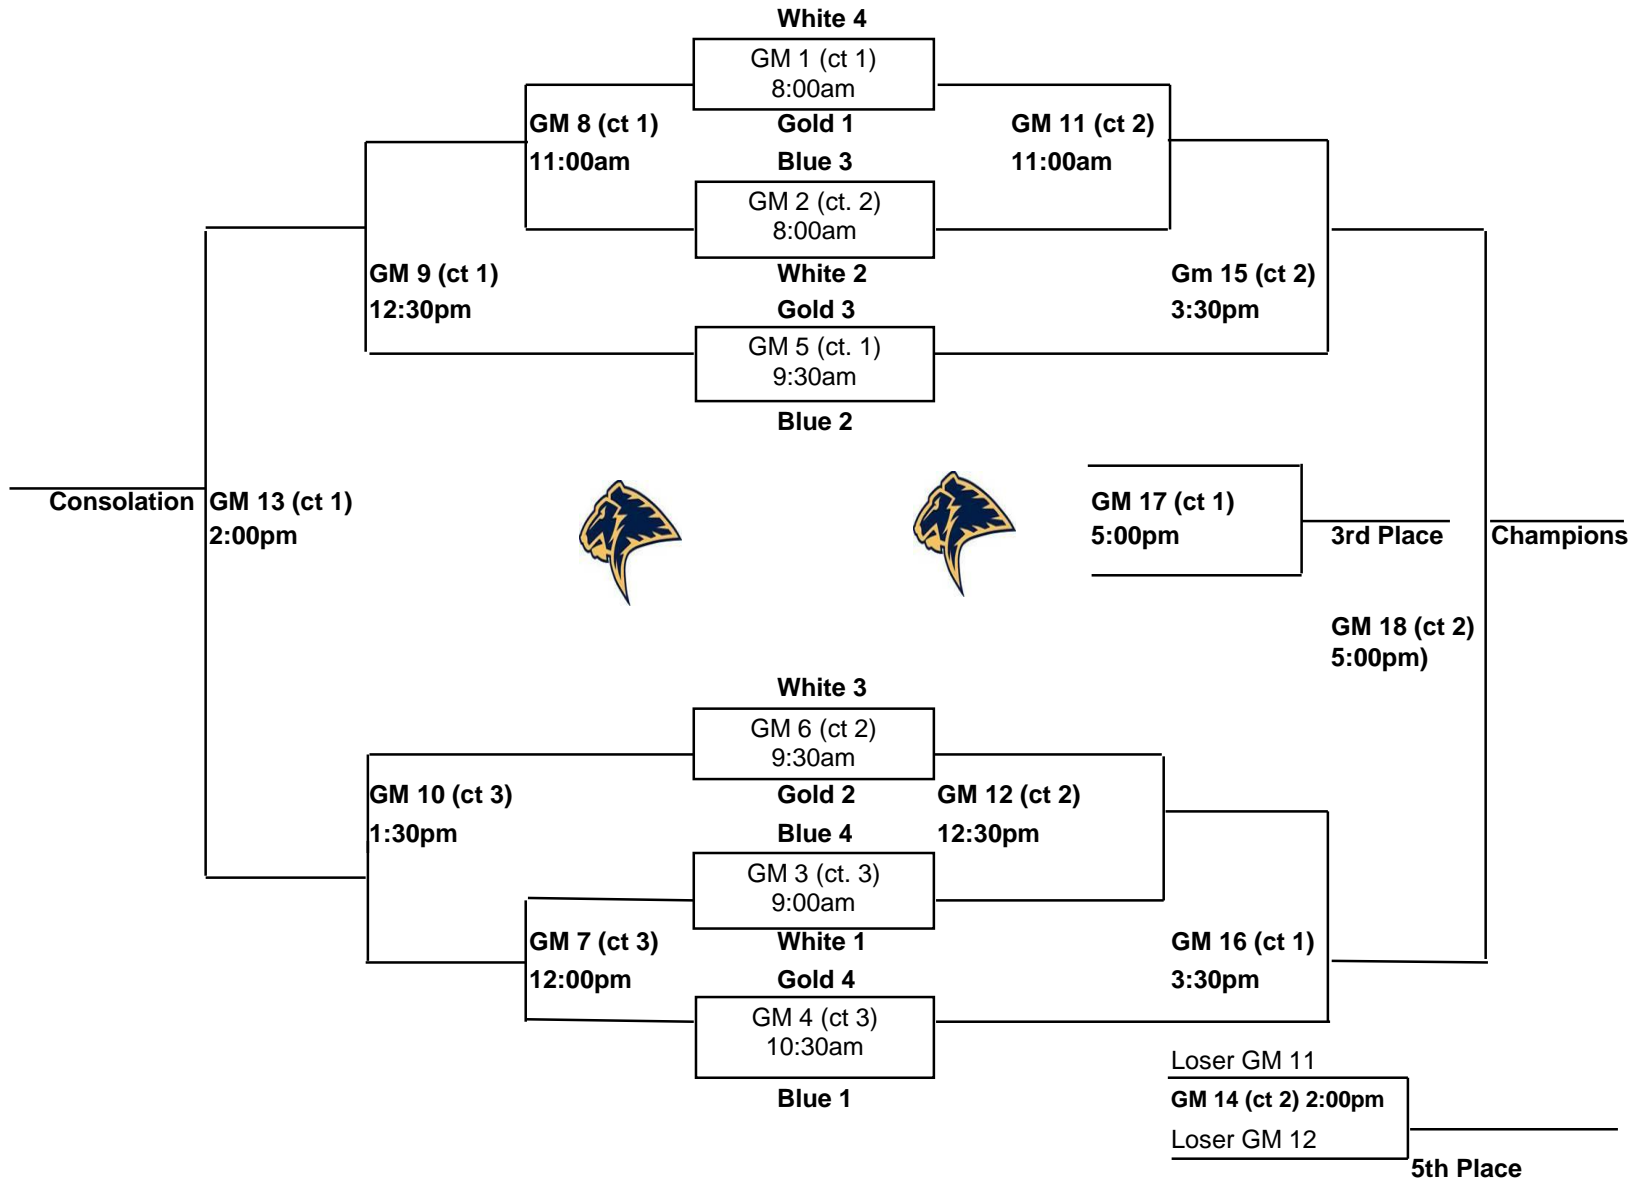 White 4
GM 1 (ct 1)
8:00am
GM 8 (ct 1)
11:00am
Gold 1
Blue 3
GM 11 (ct 2)
11:00am
GM 2 (ct. 2)
8:00am
GM 9 (ct 1)
12:30pm
White 2
Gold 3
Gm 15 (ct 2)
3:30pm
GM 5 (ct. 1)
9:30am
Blue 2
Consolation
GM 13 (ct 1)
2:00pm
GM 17 (ct 1)
5:00pm
3rd Place
Champions
GM 18 (ct 2)
5:00pm)
White 3
GM 6 (ct 2)
9:30am
GM 10 (ct 3)
1:30pm
Gold 2
Blue 4
GM 12 (ct 2)
12:30pm
GM 3 (ct. 3)
9:00am
GM 7 (ct 3)
12:00pm
White 1
Gold 4
GM 16 (ct 1)
3:30pm
GM 4 (ct 3)
10:30am
Blue 1
Loser GM 11
GM 14 (ct 2) 2:00pm
Loser GM 12
5th Place